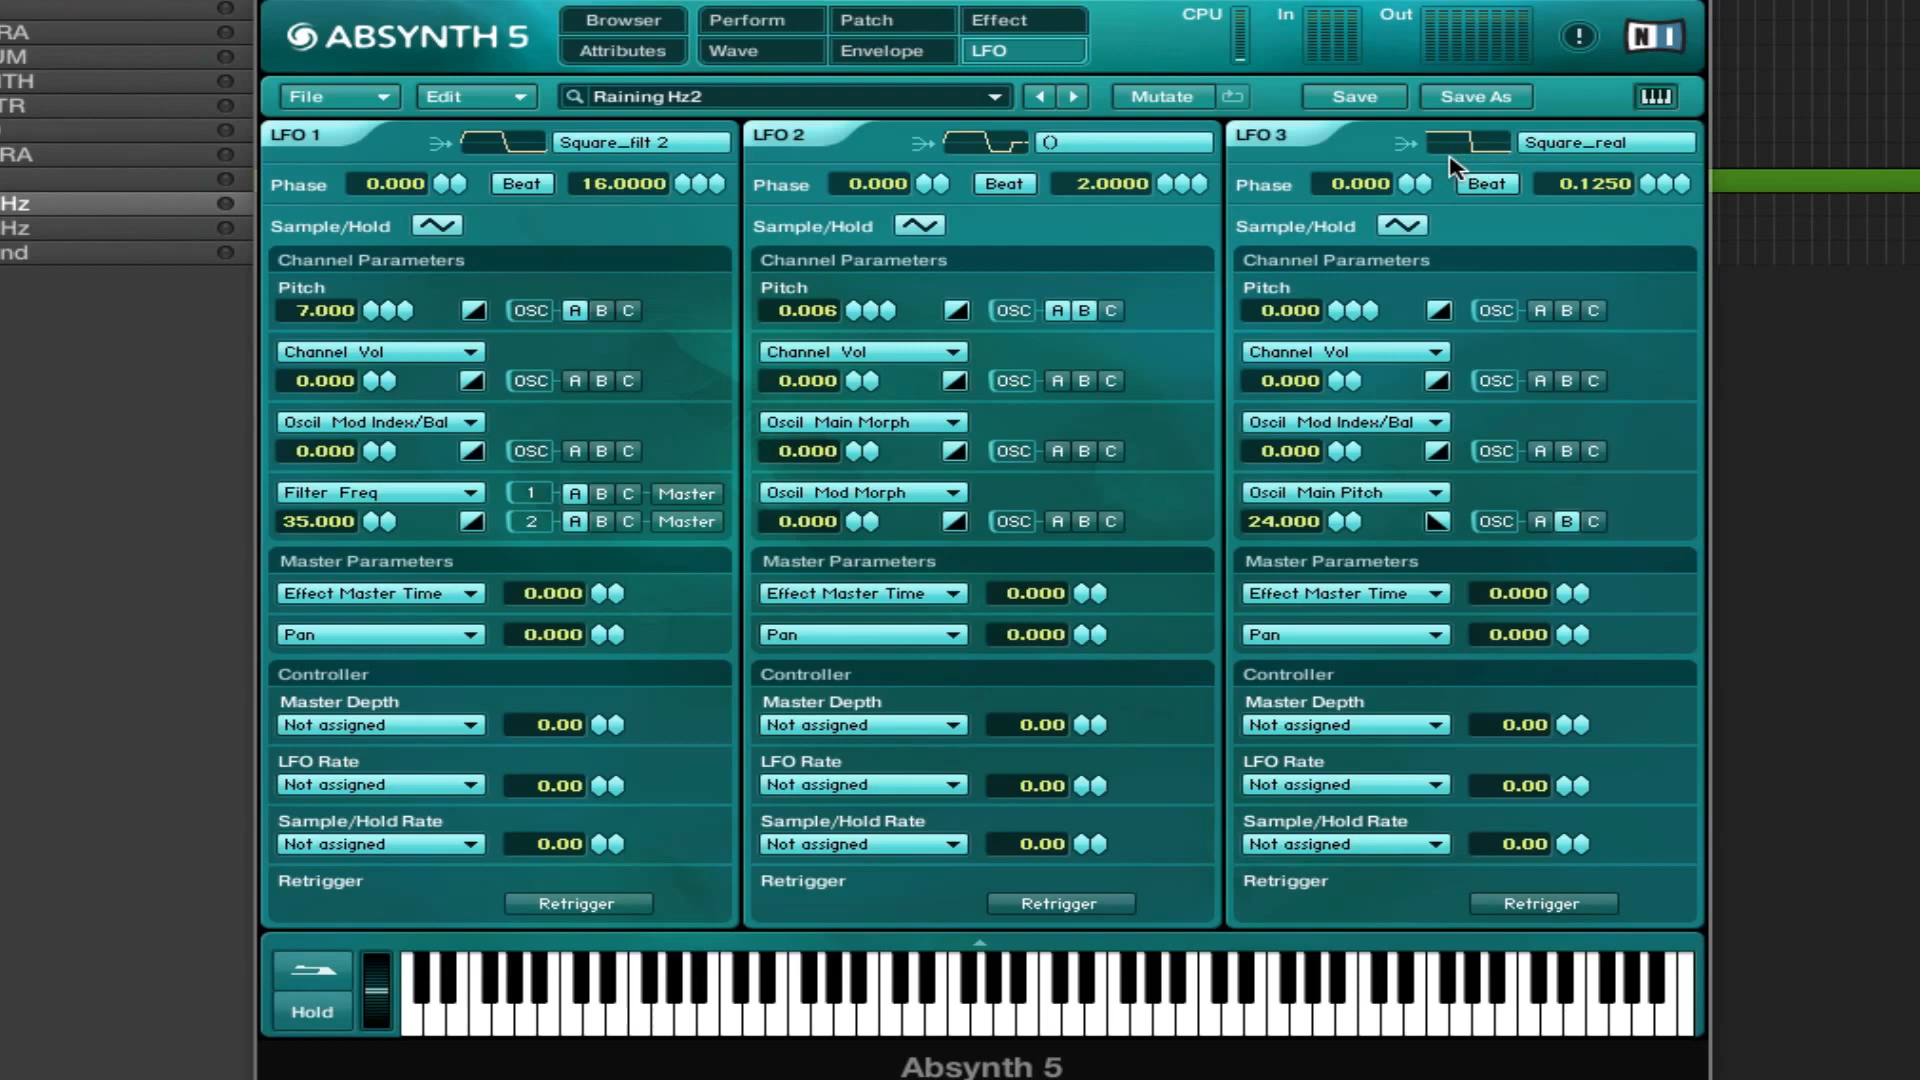 RA
UM
TH
TR
RA
Hz
Hz
nd
ABSYNTH 5
Browser Perform Patch Effect
Attributes Wave Envelope LFO
CPU In Out
! NI
File Edit Raining Hz2 Mutate Save Save As
LFO 1 Square_filt 2
Phase 0.000 Beat 16.0000
Sample/Hold
Channel Parameters
Pitch
7.000 OSC A B C
Channel Vol
0.000 OSC A B C
Oscil Mod Index/Bal
0.000 OSC A B C
Filter Freq 1 A B C Master
35.000 2 A B C Master
Master Parameters
Effect Master Time 0.000
Pan 0.000
Controller
Master Depth
Not assigned 0.00
LFO Rate
Not assigned 0.00
Sample/Hold Rate
Not assigned 0.00
Retrigger
Retrigger
LFO 2 ()
Phase 0.000 Beat 2.0000
Sample/Hold
Channel Parameters
Pitch
0.006 OSC A B C
Channel Vol
0.000 OSC A B C
Oscil Main Morph
0.000 OSC A B C
Oscil Mod Morph
0.000 OSC A B C
Master Parameters
Effect Master Time 0.000
Pan 0.000
Controller
Master Depth
Not assigned 0.00
LFO Rate
Not assigned 0.00
Sample/Hold Rate
Not assigned 0.00
Retrigger
Retrigger
LFO 3 Square_real
Phase 0.000 Beat 0.1250
Sample/Hold
Channel Parameters
Pitch
0.000 OSC A B C
Channel Vol
0.000 OSC A B C
Oscil Mod Index/Bal
0.000 OSC A B C
Oscil Main Pitch
24.000 OSC A B C
Master Parameters
Effect Master Time 0.000
Pan 0.000
Controller
Master Depth
Not assigned 0.00
LFO Rate
Not assigned 0.00
Sample/Hold Rate
Not assigned 0.00
Retrigger
Retrigger
Hold
Absynth 5